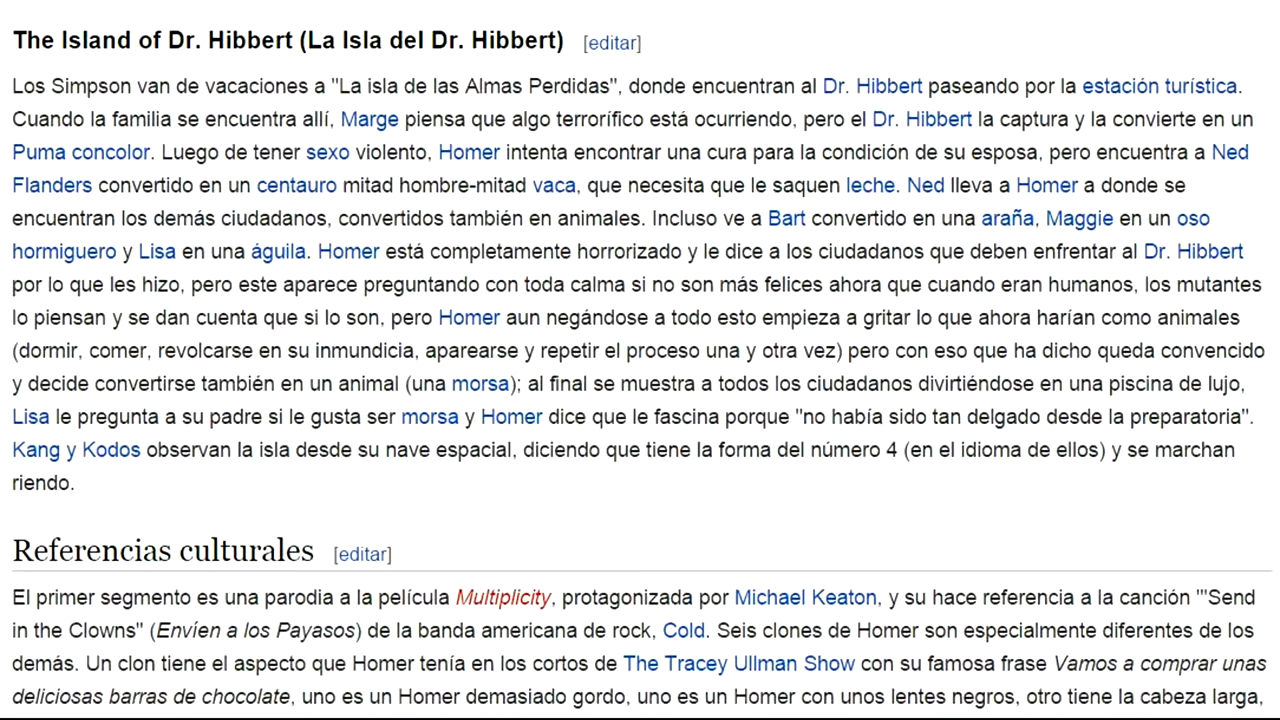 The Island of Dr. Hibbert (La Isla del Dr. Hibbert) [editar]
Los Simpson van de vacaciones a "La isla de las Almas Perdidas", donde encuentran al Dr. Hibbert paseando por la estación turística.
Cuando la familia se encuentra allí, Marge piensa que algo terrorífico está ocurriendo, pero el Dr. Hibbert la captura y la convierte en un
Puma concolor. Luego de tener sexo violento, Homer intenta encontrar una cura para la condición de su esposa, pero encuentra a Ned
Flanders convertido en un centauro mitad hombre-mitad vaca, que necesita que le saquen leche. Ned lleva a Homer a donde se
encuentran los demás ciudadanos, convertidos también en animales. Incluso ve a Bart convertido en una araña, Maggie en un oso
hormiguero y Lisa en una águila. Homer está completamente horrorizado y le dice a los ciudadanos que deben enfrentar al Dr. Hibbert
por lo que les hizo, pero este aparece preguntando con toda calma si no son más felices ahora que cuando eran humanos, los mutantes
lo piensan y se dan cuenta que si lo son, pero Homer aun negándose a todo esto empieza a gritar lo que ahora harían como animales
(dormir, comer, revolcarse en su inmundicia, aparearse y repetir el proceso una y otra vez) pero con eso que ha dicho queda convencido
y decide convertirse también en un animal (una morsa); al final se muestra a todos los ciudadanos divirtiéndose en una piscina de lujo,
Lisa le pregunta a su padre si le gusta ser morsa y Homer dice que le fascina porque "no había sido tan delgado desde la preparatoria".
Kang y Kodos observan la isla desde su nave espacial, diciendo que tiene la forma del número 4 (en el idioma de ellos) y se marchan
riendo.
Referencias culturales [editar]
El primer segmento es una parodia a la película Multiplicity, protagonizada por Michael Keaton, y su hace referencia a la canción '"Send
in the Clowns" (Envíen a los Payasos) de la banda americana de rock, Cold. Seis clones de Homer son especialmente diferentes de los
demás. Un clon tiene el aspecto que Homer tenía en los cortos de The Tracey Ullman Show con su famosa frase Vamos a comprar unas
deliciosas barras de chocolate, uno es un Homer demasiado gordo, uno es un Homer con unos lentes negros, otro tiene la cabeza larga,